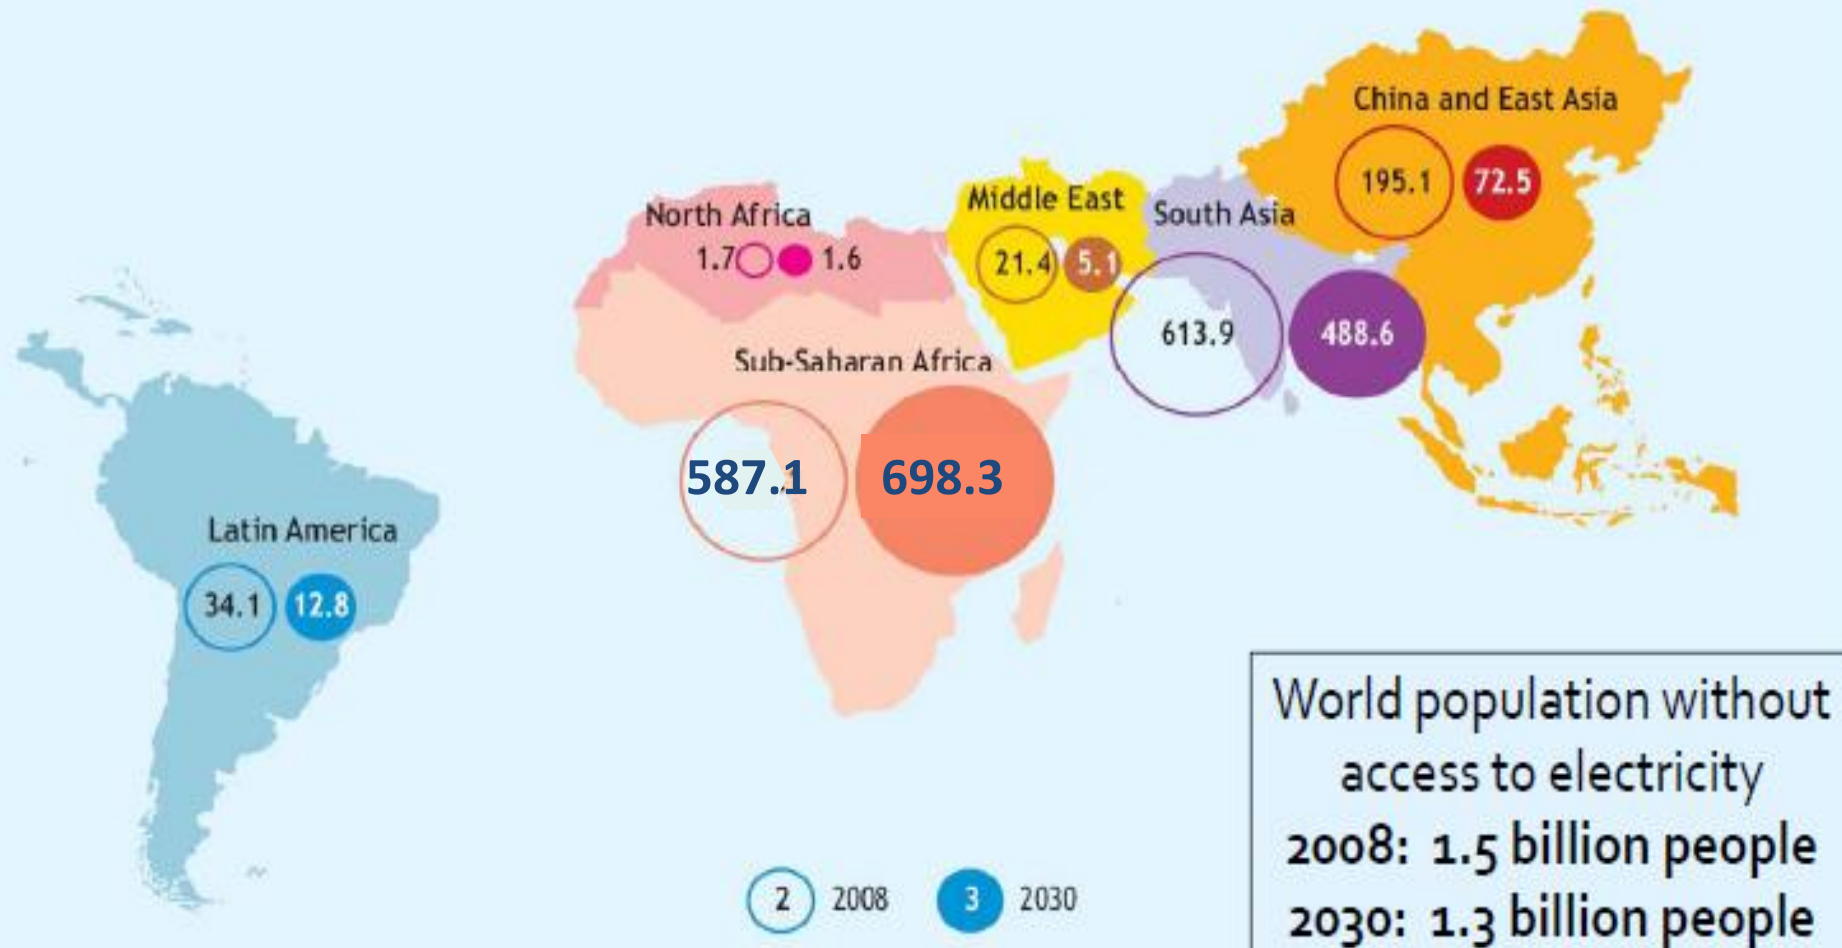 China and East Asia
195.1 72.5
North Africa
1.7 1.6
Middle East
21.4 5.1
South Asia
613.9 488.6
Sub-Saharan Africa
587.1 698.3
Latin America
34.1 12.8
2 2008 3 2030
World population without
access to electricity
2008: 1.5 billion people
2030: 1.3 billion people